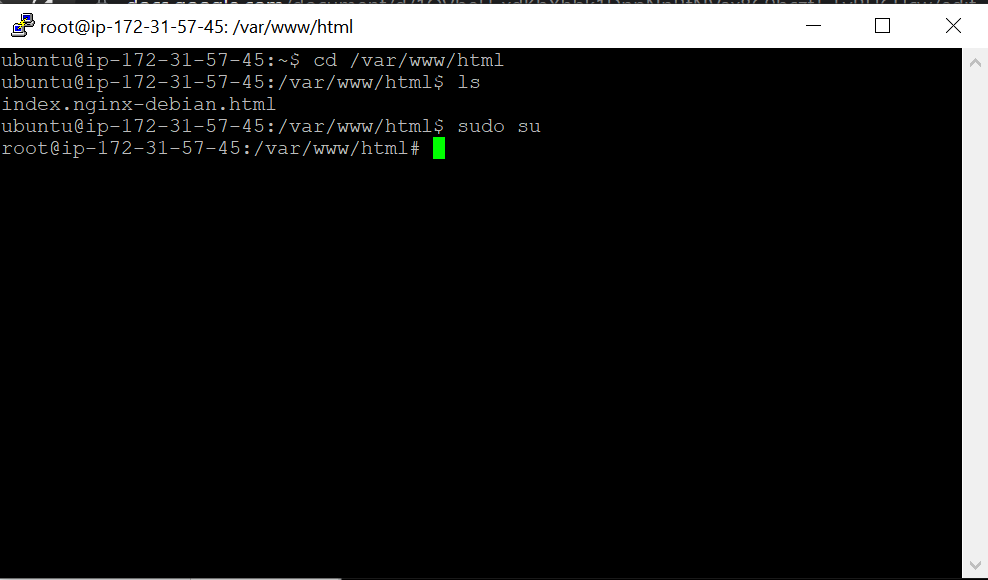 root@ip-172-31-57-45: /var/www/html
ubuntu@ip-172-31-57-45:~$ cd /var/www/html
ubuntu@ip-172-31-57-45:/var/www/html$ ls
index.nginx-debian.html
ubuntu@ip-172-31-57-45:/var/www/html$ sudo su
root@ip-172-31-57-45:/var/www/html#